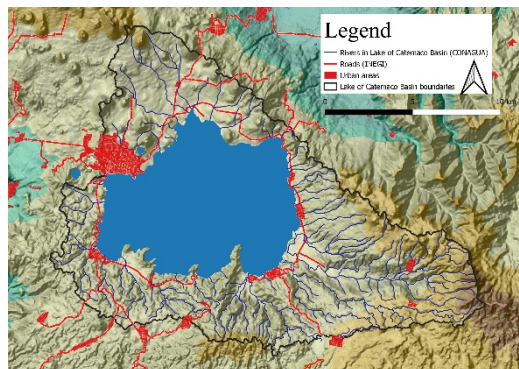 Legend
Rivers in Lake of Catemaco Basin (CONAGUA)
Roads (INEGI)
Urban areas
Lake of Catemaco Basin boundaries
0 5 10 km